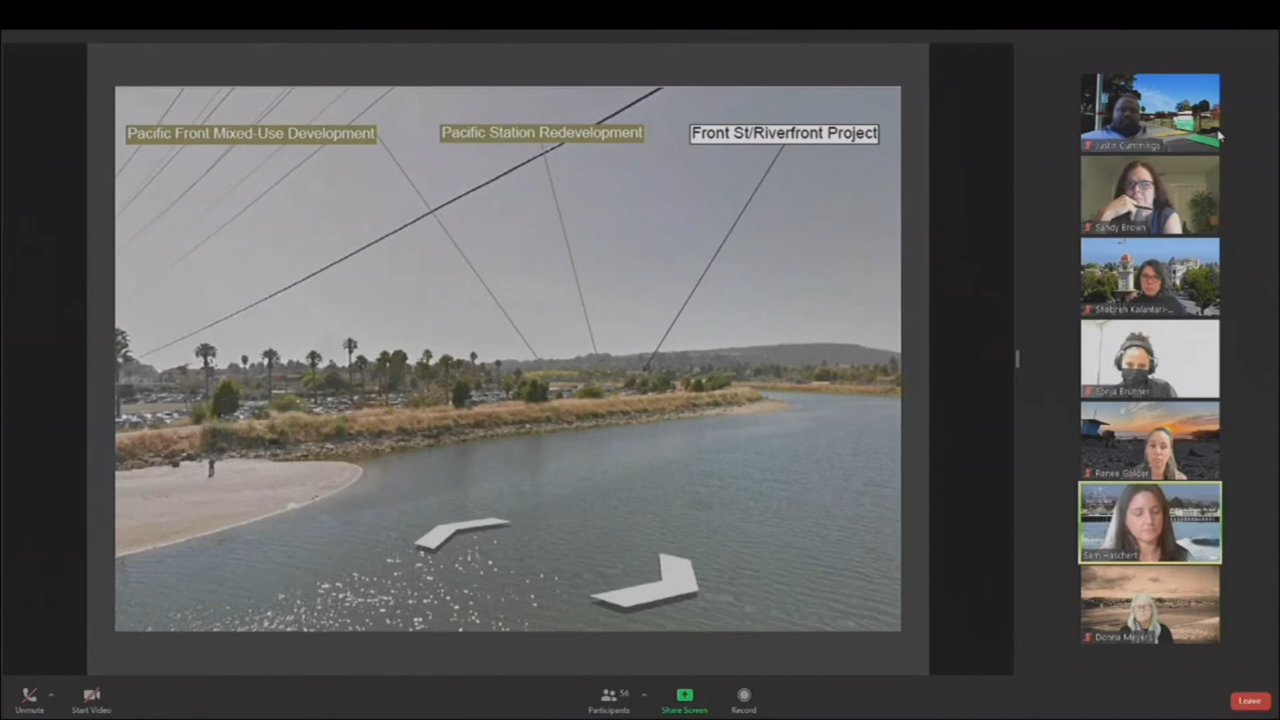 Pacific Front Mixed-Use Development
Pacific Station Redevelopment
Front St/Riverfront Project
Justin Cummings
Sandy Brown
Shebreh Kalantari-...
Sonja Brunner
Renee Golder
Sam Haschert
Donna Meyers
Unmute
Start Video
56
Participants
Share Screen
Record
Leave